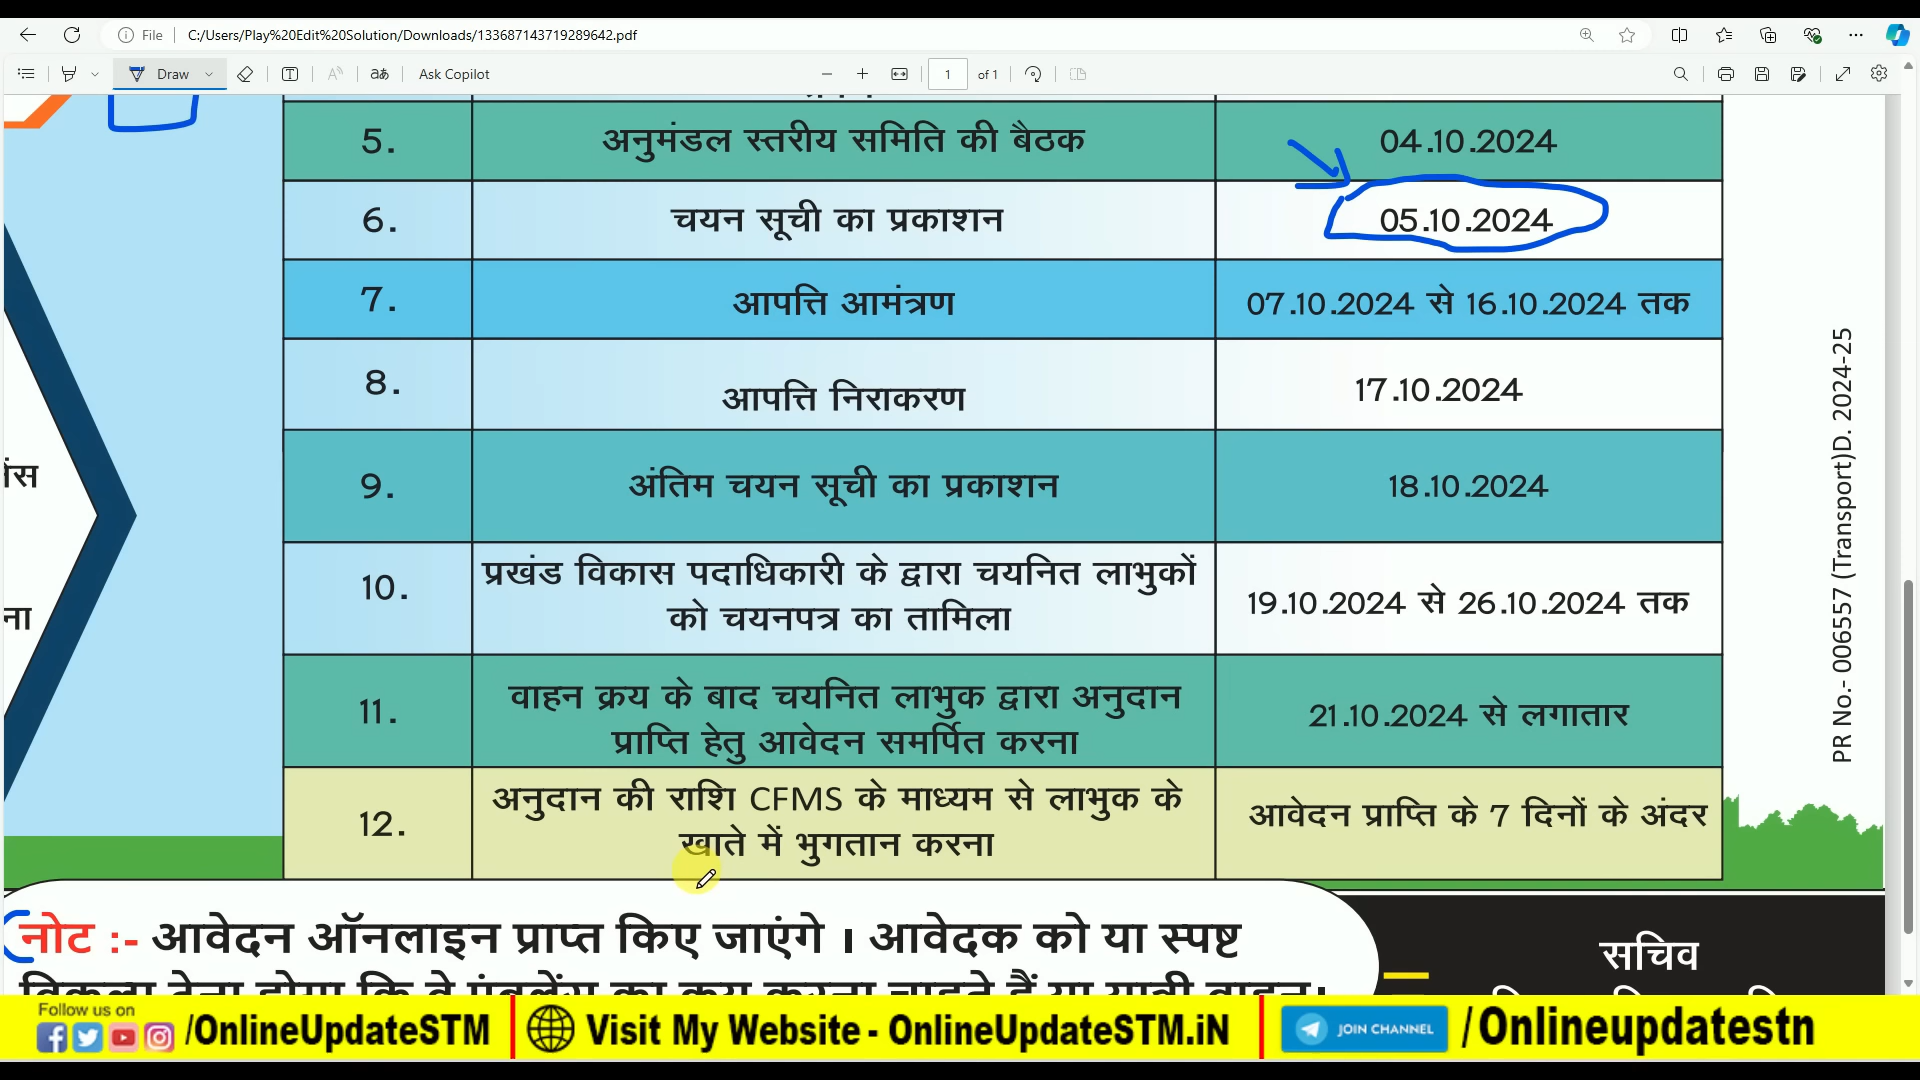 File
C:/Users/Play%20Edit%20Solution/Downloads/133687143719289642.pdf
Draw
Ask Copilot
1 of 1
5. अनुमंडल स्तरीय समिति की बैठक 04.10.2024
6. चयन सूची का प्रकाशन 05.10.2024
7. आपत्ति आमंत्रण 07.10.2024 से 16.10.2024 तक
8. आपत्ति निराकरण 17.10.2024
9. अंतिम चयन सूची का प्रकाशन 18.10.2024
10. प्रखंड विकास पदाधिकारी के द्वारा चयनित लाभुकों
को चयनपत्र का तामिला 19.10.2024 से 26.10.2024 तक
11. वाहन क्रय के बाद चयनित लाभुक द्वारा अनुदान
प्राप्ति हेतु आवेदन समर्पित करना 21.10.2024 से लगातार
12. अनुदान की राशि CFMS के माध्यम से लाभुक के
खाते में भुगतान करना आवेदन प्राप्ति के 7 दिनों के अंदर
PR No.- 006557 (Transport)D. 2024-25
नोट :- आवेदन ऑनलाइन प्राप्त किए जाएंगे । आवेदक को या स्पष्ट
सचिव
Follow us on
/OnlineUpdateSTM
Visit My Website - OnlineUpdateSTM.iN
JOIN CHANNEL
/Onlineupdatestn